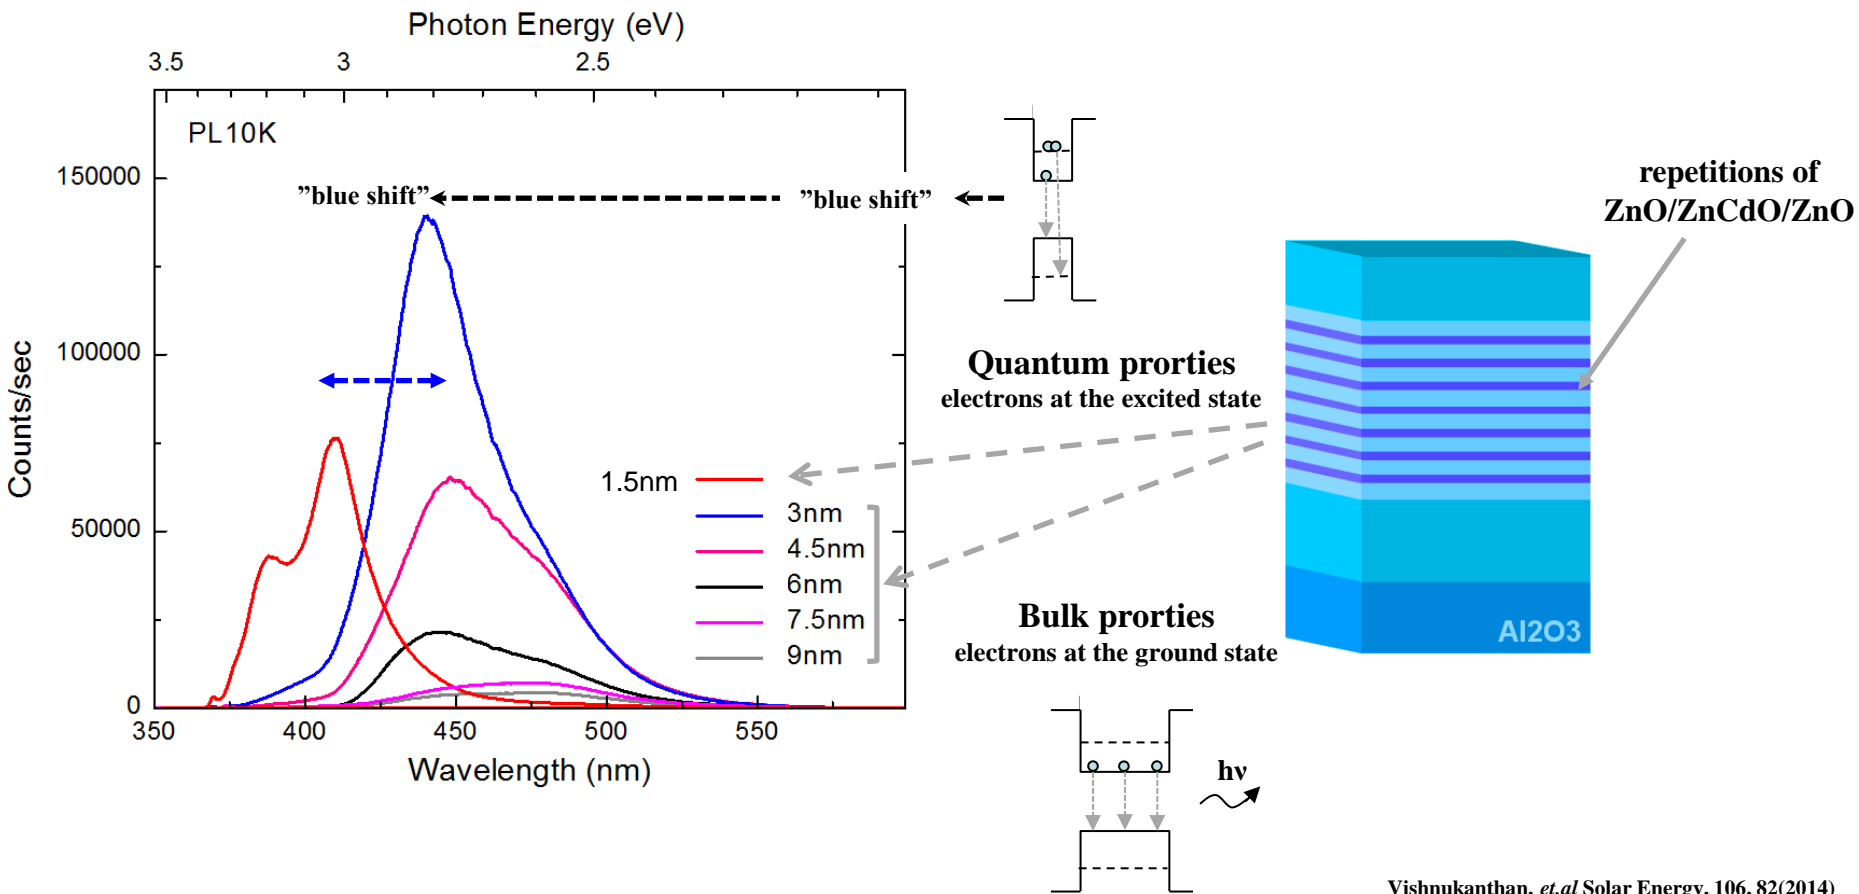 Photon Energy (eV)
3.5 3 2.5
PL10K
150000
100000
50000
0
Counts/sec
350 400 450 500 550
Wavelength (nm)
”blue shift”
”blue shift”
1.5nm
3nm
4.5nm
6nm
7.5nm
9nm
Quantum prorties
electrons at the excited state
Bulk prorties
electrons at the ground state
hν
repetitions of
ZnO/ZnCdO/ZnO
Al2O3
Vishnukanthan, et,al Solar Energy, 106, 82(2014)